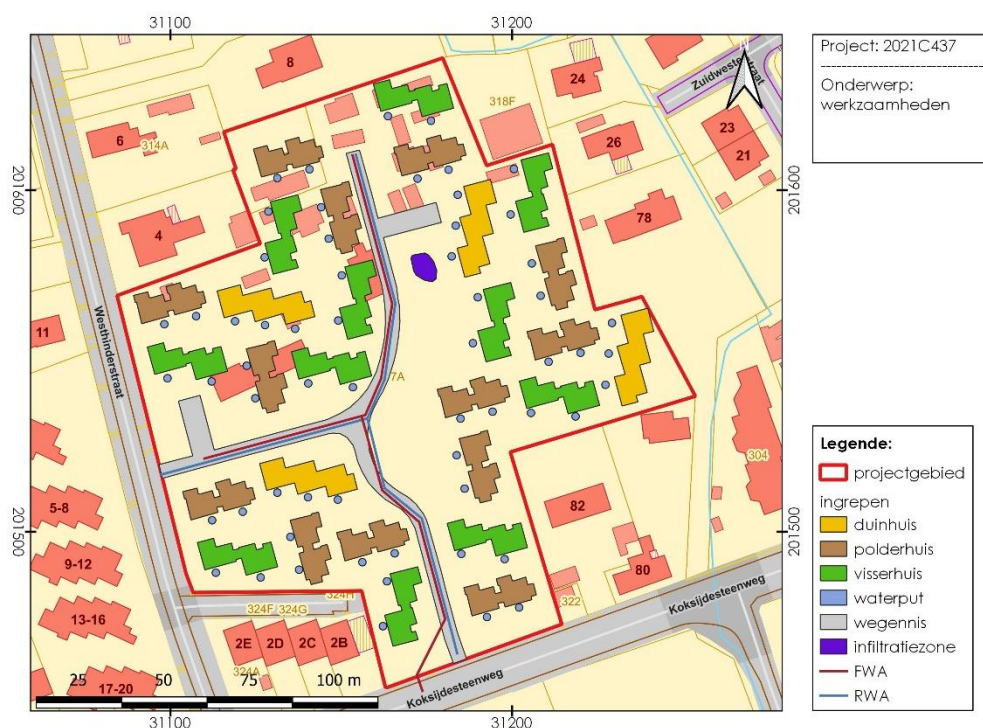 31100
31200
201600
201600
201500
201500
31100
31200
8
6
314A
4
11
318F
24
26
23
21
78
Zuidwesterstraat
N
Westhinderstraat
7A
304
5-8
9-12
13-16
17-20
82
80
322
324F
324G
324H
324A
2E
2D
2C
2B
Koksijdesteenweg
Koksijdesteenweg
25
50
75
100 m
Project: 2021C437
--------------------
Onderwerp:
werkzaamheden
Legende:
projectgebied
ingrepen
duinhuis
polderhuis
visserhuis
waterput
wegennis
infiltratiezone
FWA
RWA